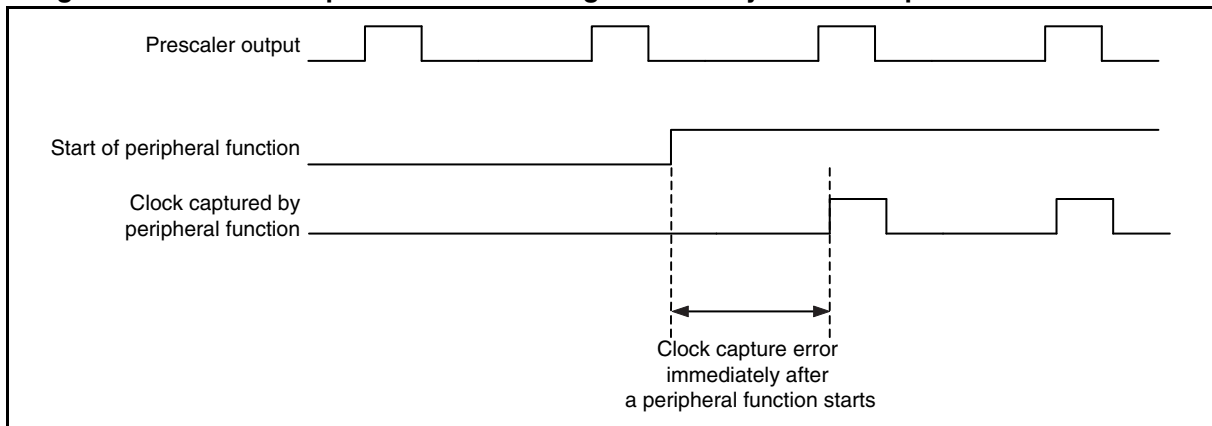 Prescaler output
Start of peripheral function
Clock captured by
peripheral function
Clock capture error
immediately after
a peripheral function starts